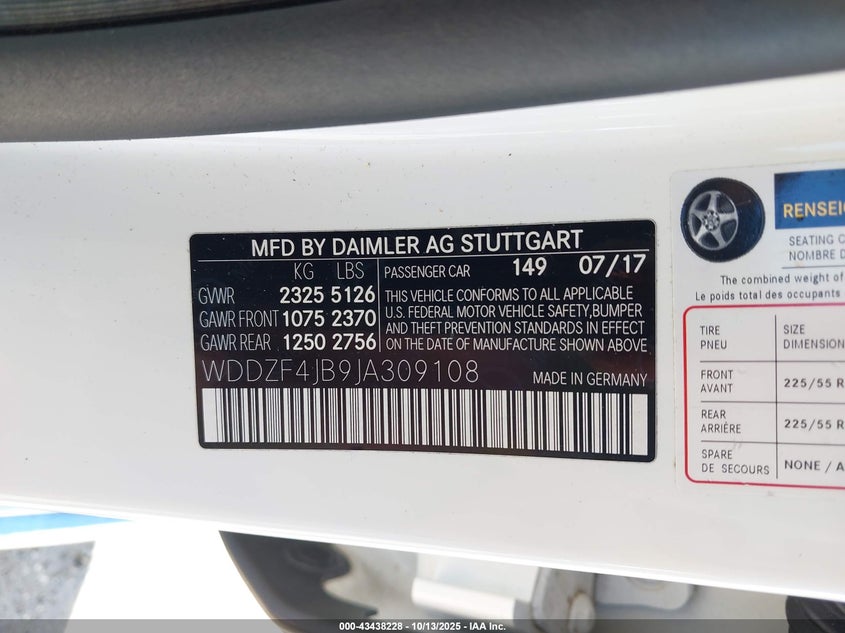 MFD BY DAIMLER AG STUTTGART
KG LBS
GVWR 2325 5126
GAWR FRONT 1075 2370
GAWR REAR 1250 2756
PASSENGER CAR 149 07/17
THIS VEHICLE CONFORMS TO ALL APPLICABLE
U.S. FEDERAL MOTOR VEHICLE SAFETY, BUMPER
AND THEFT PREVENTION STANDARDS IN EFFECT
ON THE DATE OF MANUFACTURE SHOWN ABOVE
WDDZF4JB9JA309108 MADE IN GERMANY
SEATING
NOMBRE
The combined weight of
Le poids total des occupants
TIRE SIZE
PNEU DIMENSION
FRONT
AVANT 225/55 R
REAR
ARRIÈRE 225/55 R
SPARE
DE SECOURS NONE /
000-43438228 - 10/13/2025 - IAA Inc.